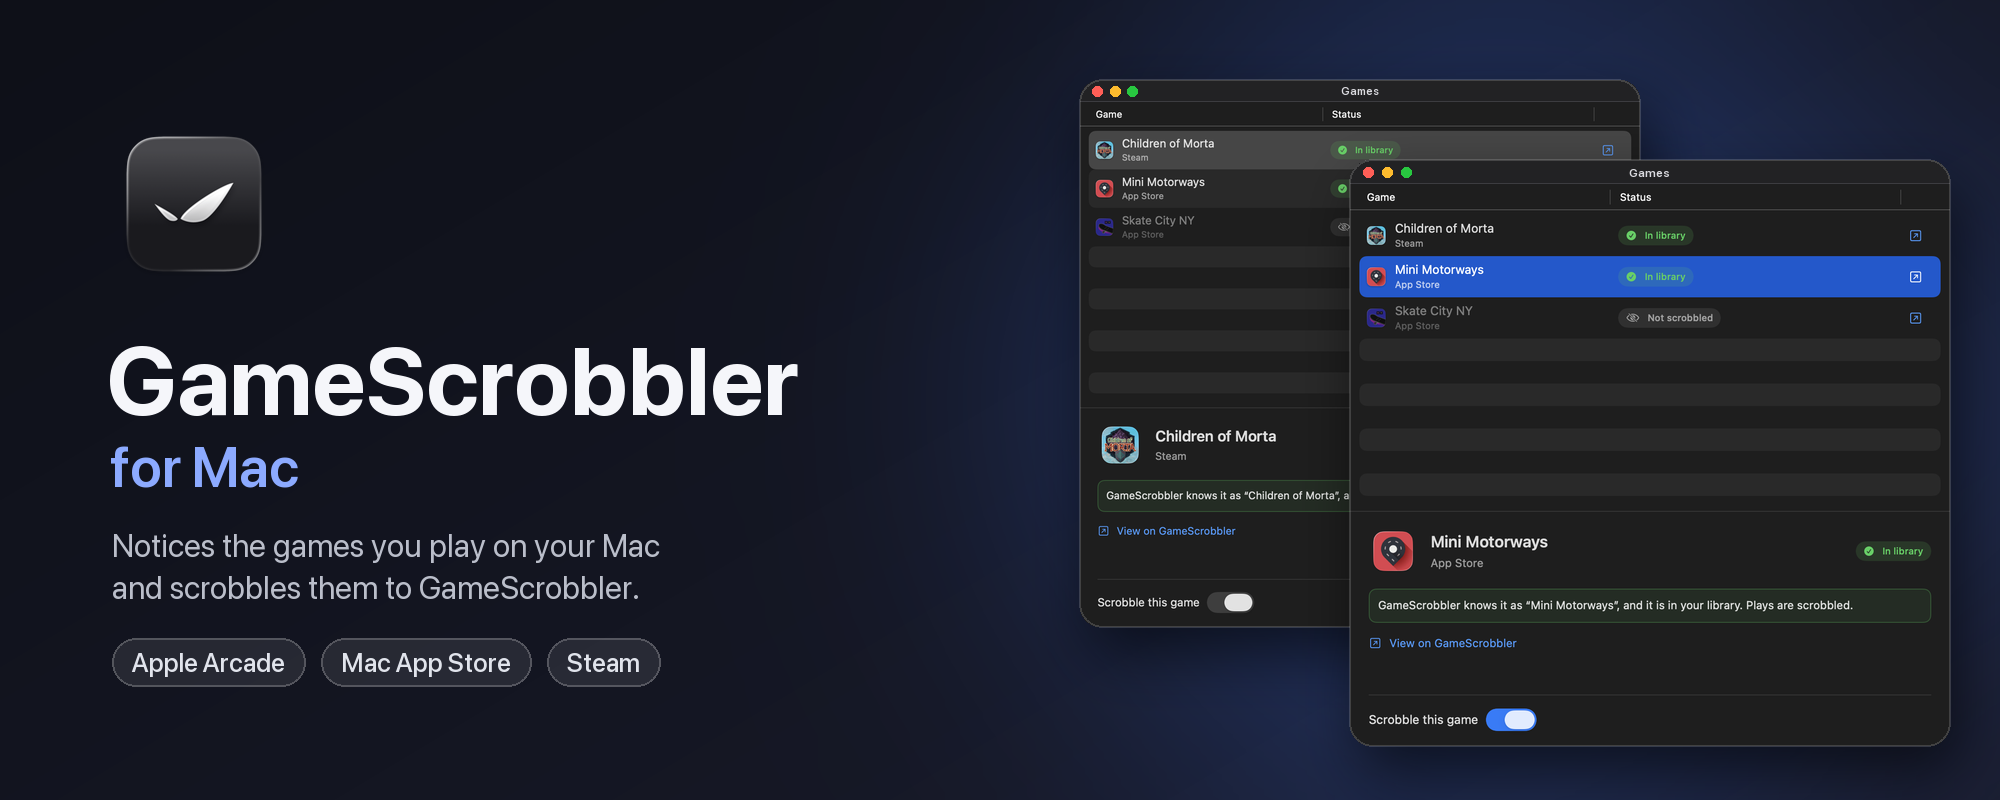 GameScrobbler
for Mac
Notices the games you play on your Mac
and scrobbles them to GameScrobbler.
Apple Arcade
Mac App Store
Steam
Games
Game
Status
Children of Morta
Steam
In library
Mini Motorways
App Store
Skate City NY
App Store
Children of Morta
Steam
GameScrobbler knows it as “Children of Morta”, a
View on GameScrobbler
Scrobble this game
Games
Game
Status
Children of Morta
Steam
In library
Mini Motorways
App Store
In library
Skate City NY
App Store
Not scrobbled
Mini Motorways
App Store
In library
GameScrobbler knows it as “Mini Motorways”, and it is in your library. Plays are scrobbled.
View on GameScrobbler
Scrobble this game